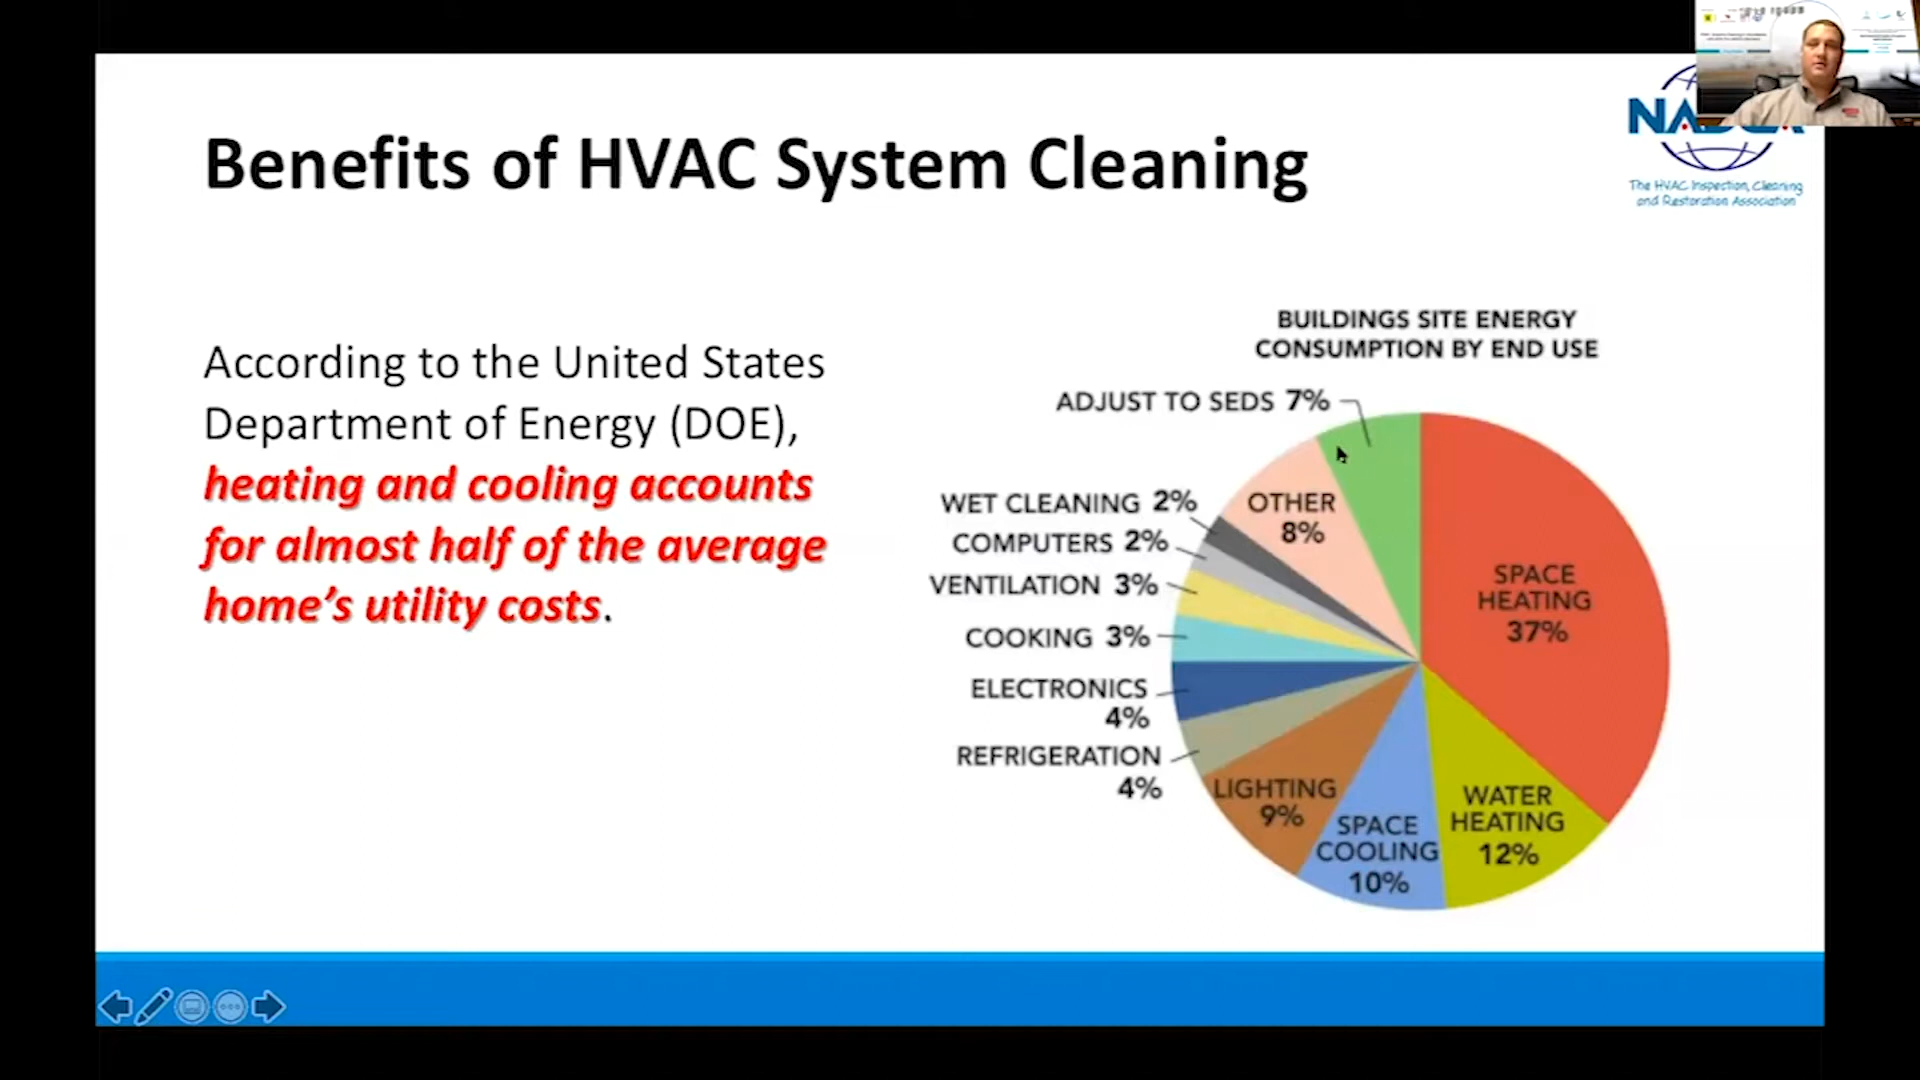 Benefits of HVAC System Cleaning
The HVAC Inspection, Cleaning
and Restoration Association
According to the United States
Department of Energy (DOE),
heating and cooling accounts
for almost half of the average
home’s utility costs.
BUILDINGS SITE ENERGY
CONSUMPTION BY END USE
ADJUST TO SEDS 7%
WET CLEANING 2%
COMPUTERS 2%
VENTILATION 3%
COOKING 3%
ELECTRONICS
4%
REFRIGERATION
4%
OTHER
8%
SPACE
HEATING
37%
LIGHTING
9%
SPACE
COOLING
10%
WATER
HEATING
12%